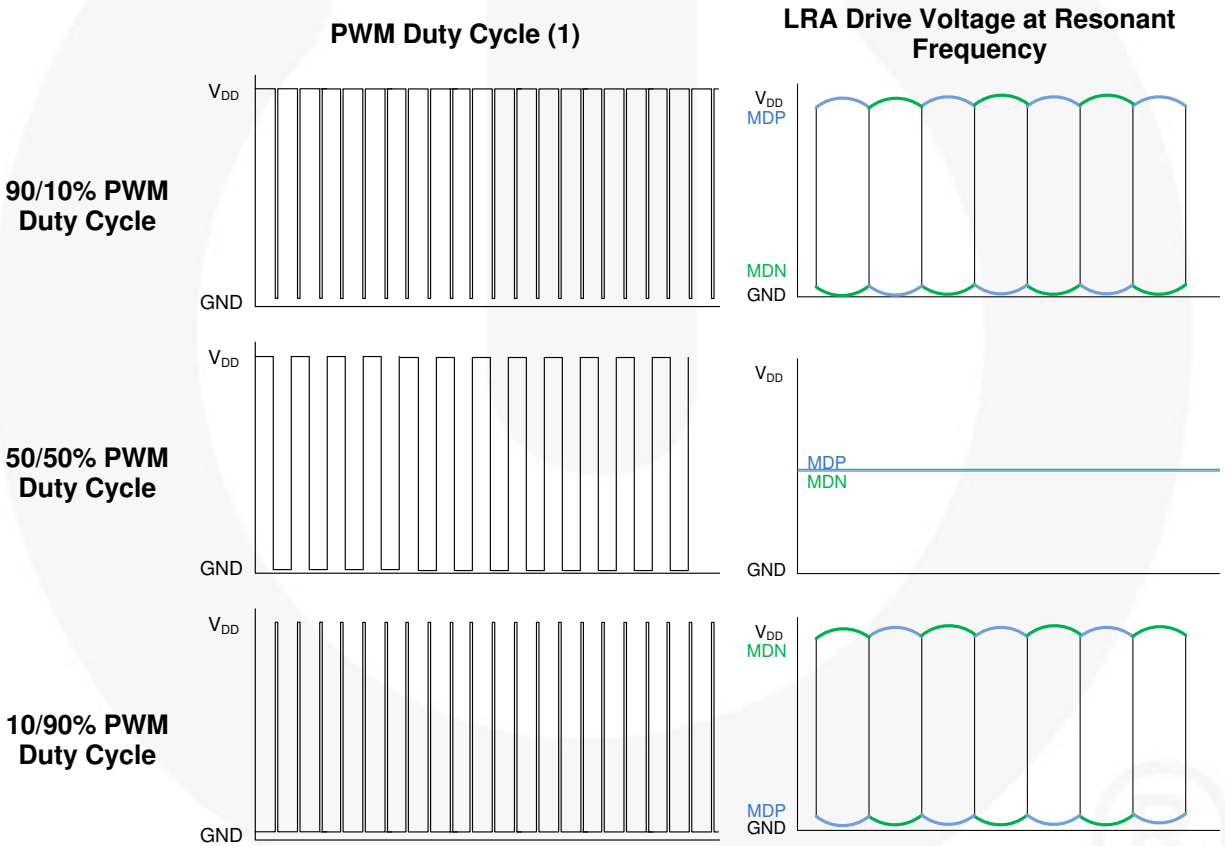 PWM Duty Cycle (1)
LRA Drive Voltage at Resonant
Frequency
90/10% PWM
Duty Cycle
VDD
GND
VDD
MDP
MDN
GND
50/50% PWM
Duty Cycle
VDD
GND
VDD
MDP
MDN
GND
10/90% PWM
Duty Cycle
VDD
GND
VDD
MDN
MDP
GND